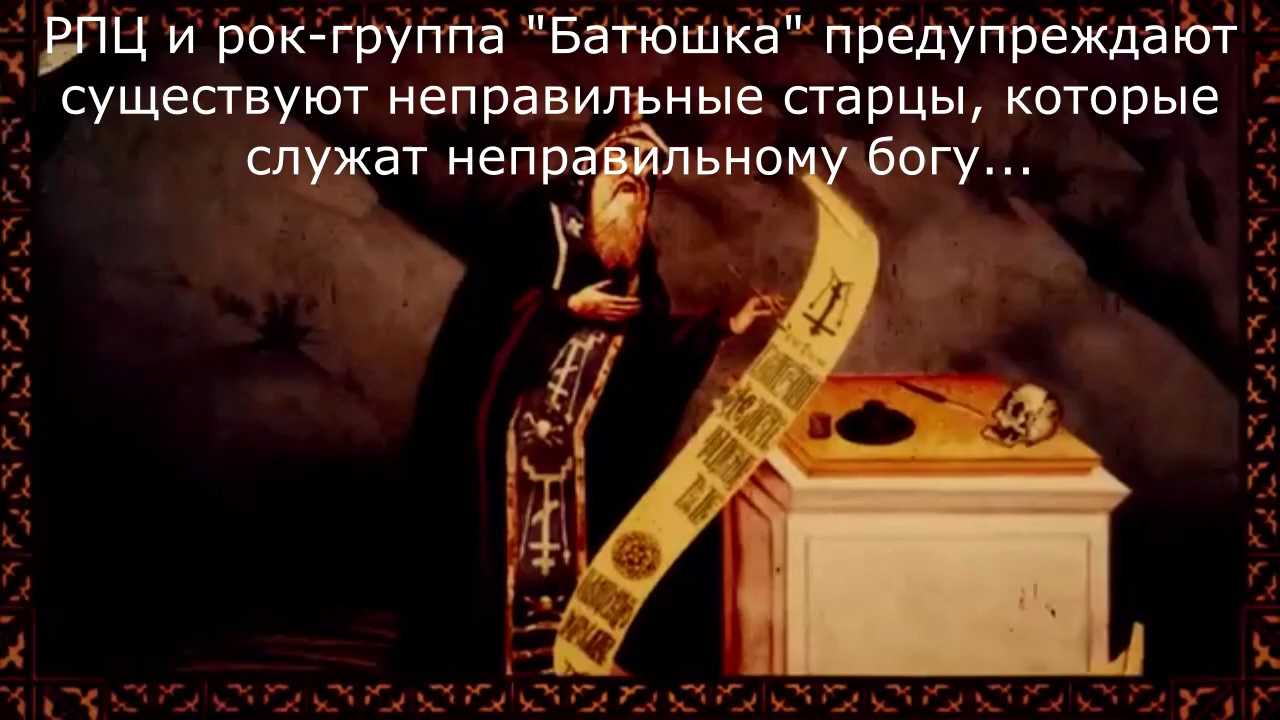 РПЦ и рок-группа "Батюшка" предупреждают
существуют неправильные старцы, которые
служат неправильному богу...